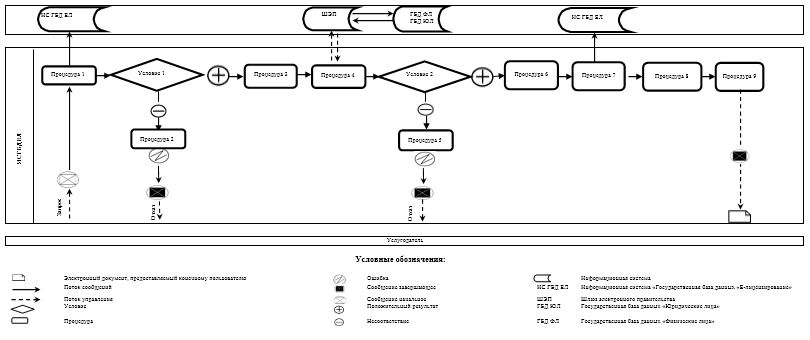 ИС ГБД ЕЛ
ШЭП
ГБД ФЛ
ГБД ЮЛ
ИС ГБД ЕЛ
Процедура 1
Условие 1
Процедура 3
Процедура 4
Условие 2
Процедура 6
Процедура 7
Процедура 8
Процедура 9
Процедура 2
Процедура 5
ИС ГБД ЕЛ
Запрос
Отказ
Отказ
Услугодатель
Условные обозначения:
Электронный документ, предоставляемый конечному пользователю
Ошибка
Информационная система
Поток сообщений
Сообщение завершающее
ИС ГБД ЕЛ
Информационная система «Государственная база данных «Е-лицензирование»
Поток управления
Сообщение начальное
ШЭП
Шлюз электронного правительства
Условие
Положительный результат
ГБД ЮЛ
Государственная база данных «Юридические лица»
Процедура
Несоответствие
ГБД ФЛ
Государственная база данных «Физические лица»